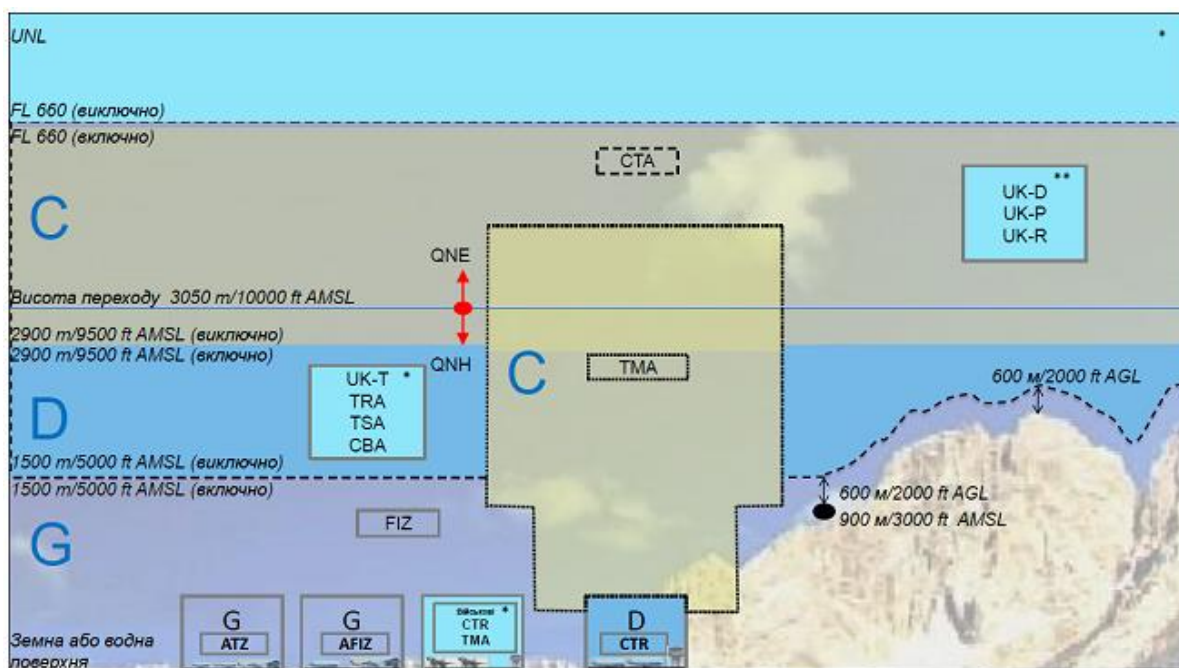 UNL
*
FL 660 (виключно)
FL 660 (включно)
CTA
C
UK-D **
UK-P
UK-R
QNE
Висота переходу 3050 m/10000 ft AMSL
2900 m/9500 ft AMSL (виключно)
2900 m/9500 ft AMSL (включно)
QNH
C
TMA
600 м/2000 ft AGL
UK-T *
TRA
TSA
CBA
D
1500 m/5000 ft AMSL (виключно)
1500 m/5000 ft AMSL (включно)
600 м/2000 ft AGL
900 м/3000 ft AMSL
FIZ
G
G
ATZ
G
AFIZ
Військові *
CTR
TMA
D
CTR
Земна або водна
поверхня